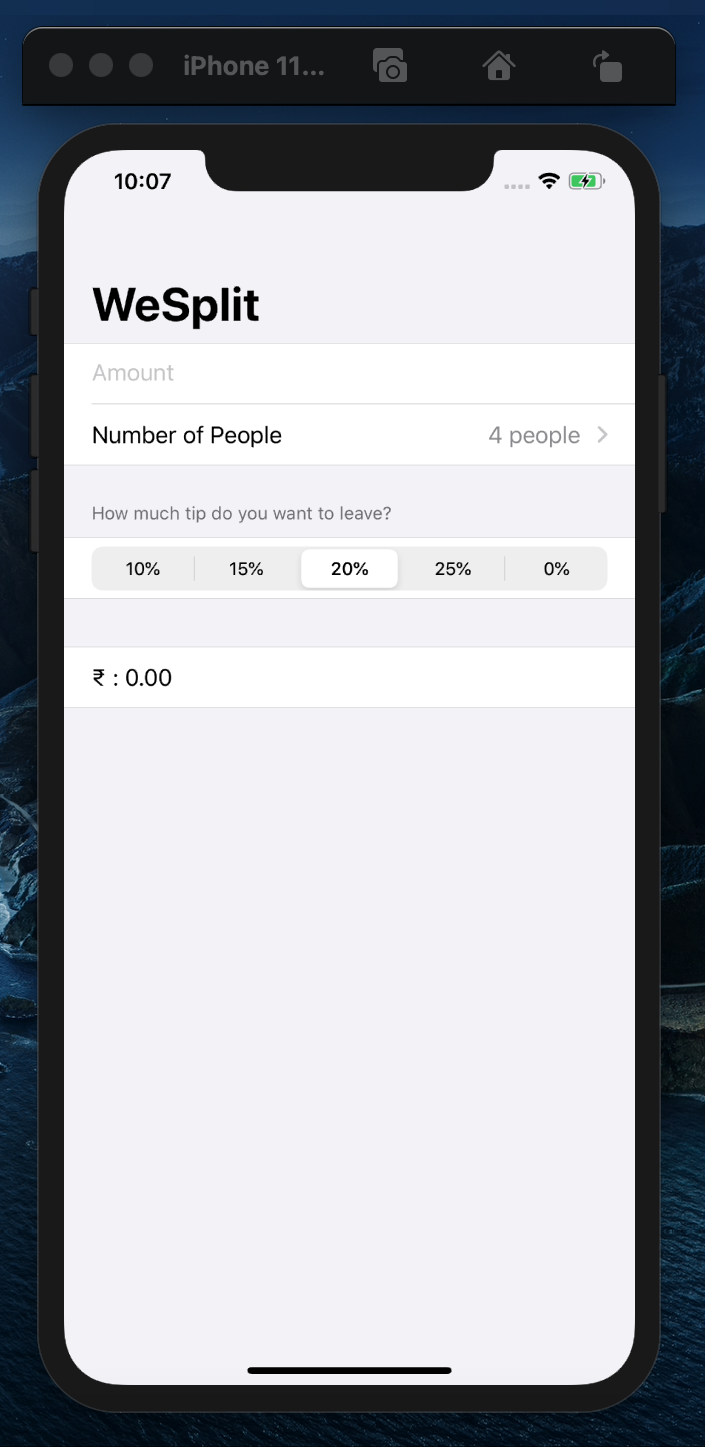 iPhone 11...
10:07
WeSplit
Amount
Number of People 4 people
How much tip do you want to leave?
10% 15% 20% 25% 0%
₹ : 0.00